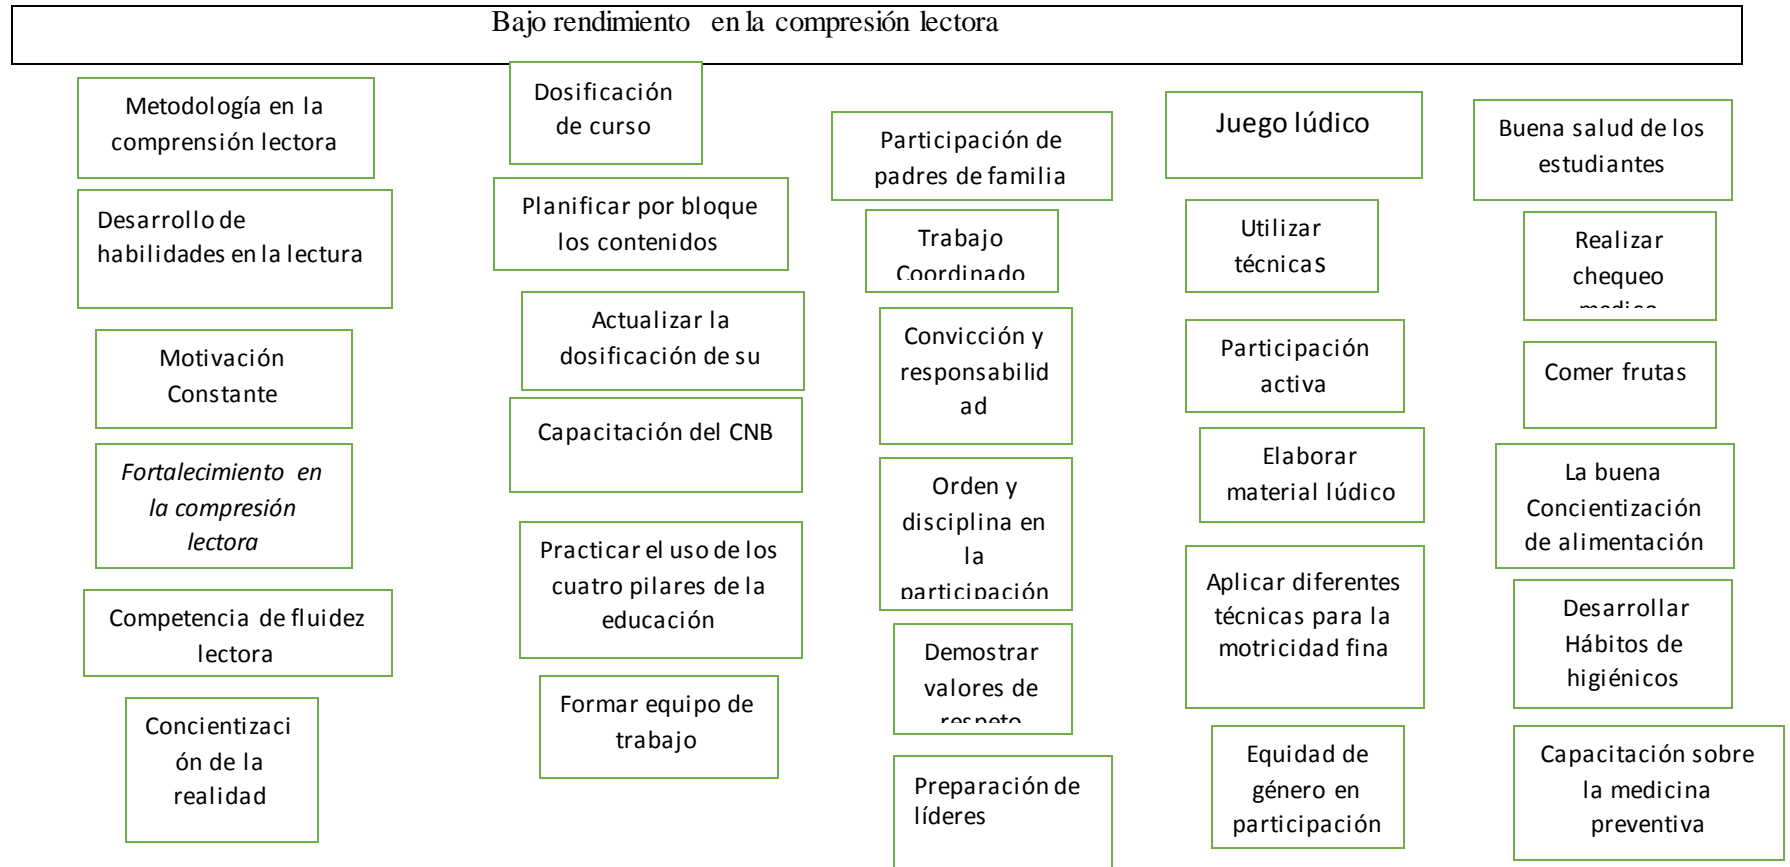 Bajo rendimiento en la compresión lectora
Metodología en la
comprensión lectora
Desarrollo de
habilidades en la lectura
Motivación
Constante
Fortalecimiento en
la compresión
lectora
Competencia de fluidez
lectora
Concientizaci
ón de la
realidad
Dosificación
de curso
Planificar por bloque
los contenidos
Actualizar la
dosificación de su
Capacitación del CNB
Practicar el uso de los
cuatro pilares de la
educación
Formar equipo de
trabajo
Participación de
padres de familia
Trabajo
Coordinado
Convicción y
responsabilid
ad
Orden y
disciplina en
la
participación
Demostrar
valores de
respeto
Preparación de
líderes
Juego lúdico
Utilizar
técnicas
Participación
activa
Elaborar
material lúdico
Aplicar diferentes
técnicas para la
motricidad fina
Equidad de
género en
participación
Buena salud de los
estudiantes
Realizar
chequeo
medico
Comer frutas
La buena
Concientización
de alimentación
Desarrollar
Hábitos de
higiénicos
Capacitación sobre
la medicina
preventiva